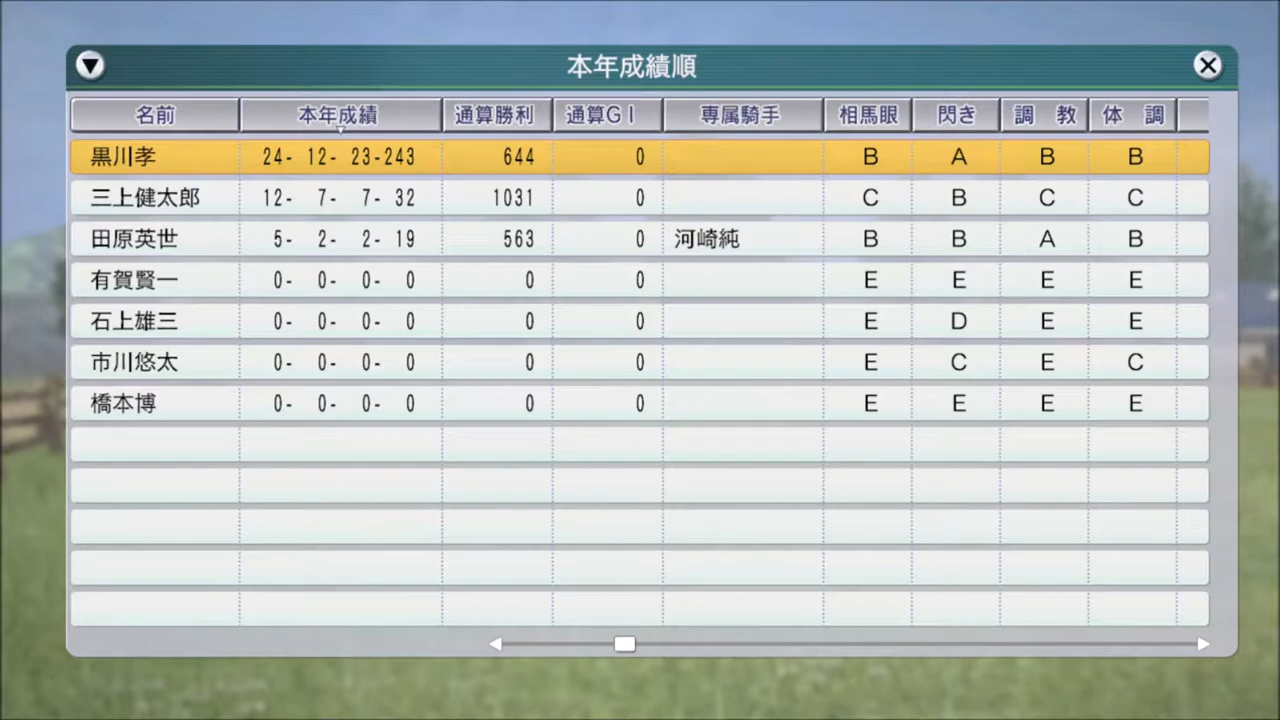 本年成績順
名前 本年成績 通算勝利 通算GⅠ 専属騎手 相馬眼 閃き 調 教 体 調
黒川孝 24- 12- 23-243 644 0 B A B B
三上健太郎 12- 7- 7- 32 1031 0 C B C C
田原英世 5- 2- 2- 19 563 0 河崎純 B B A B
有賀賢一 0- 0- 0- 0 0 0 E E E E
石上雄三 0- 0- 0- 0 0 0 E D E E
市川悠太 0- 0- 0- 0 0 0 E C E C
橋本博 0- 0- 0- 0 0 0 E E E E